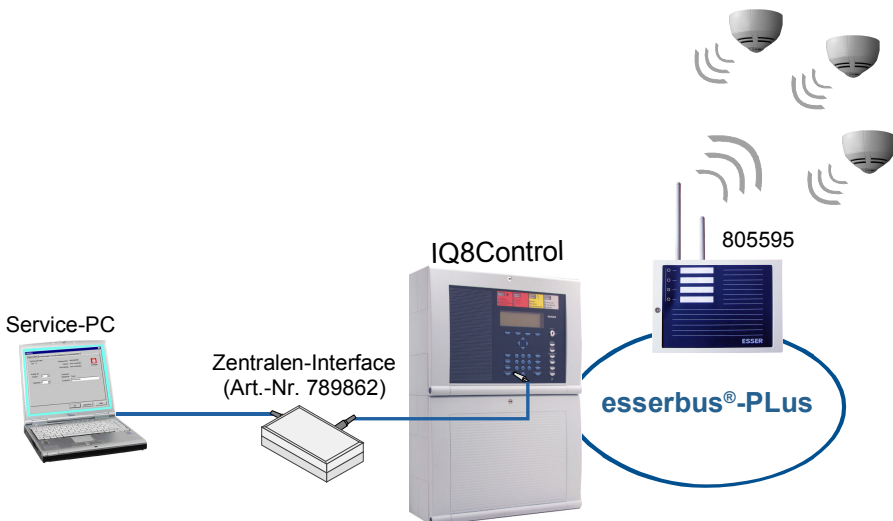 805595
IQ8Control
ESSER
Service-PC
Zentralen-Interface
(Art.-Nr. 789862)
esserbus®-PLus